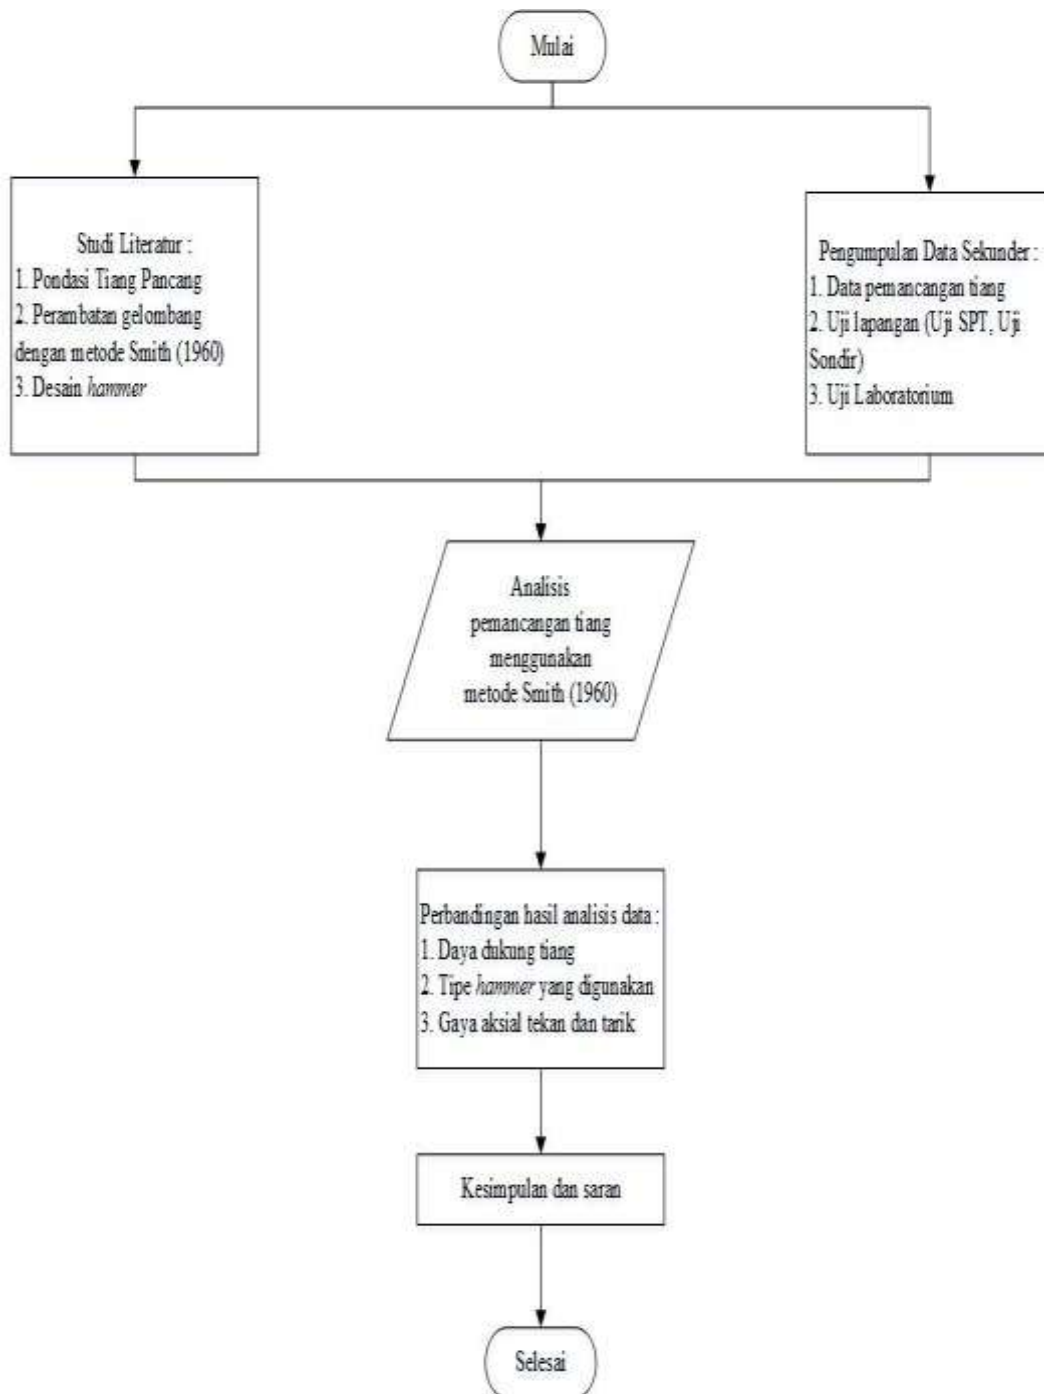 Mulai
Studi Literatur :
1. Pondasi Tiang Pancang
2. Perambatan gelombang
dengan metode Smith (1960)
3. Desain hammer
Pengumpulan Data Sekunder :
1. Data pemancangan tiang
2. Uji lapangan (Uji SPT, Uji
Sondir)
3. Uji Laboratorium
Analisis
pemancangan tiang
menggunakan
metode Smith (1960)
Perbandingan hasil analisis data :
1. Daya dukung tiang
2. Tipe hammer yang digunakan
3. Gaya aksial tekan dan tarik
Kesimpulan dan saran
Selesai